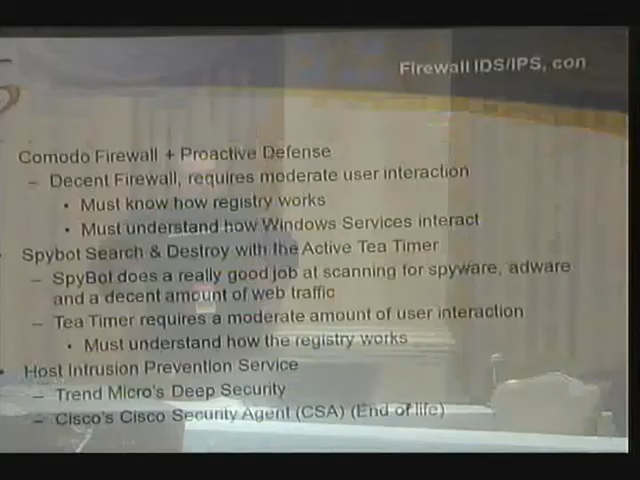 Firewall IDS/IPS, con
Comodo Firewall + Proactive Defense
– Decent Firewall, requires moderate user interaction
• Must know how registry works
• Must understand how Windows Services interact
• Spybot Search & Destroy with the Active Tea Timer
– SpyBot does a really good job at scanning for spyware, adware
and a decent amount of web traffic
– Tea Timer requires a moderate amount of user interaction
• Must understand how the registry works
• Host Intrusion Prevention Service
– Trend Micro's Deep Security
– Cisco's Cisco Security Agent (CSA) (End of life)